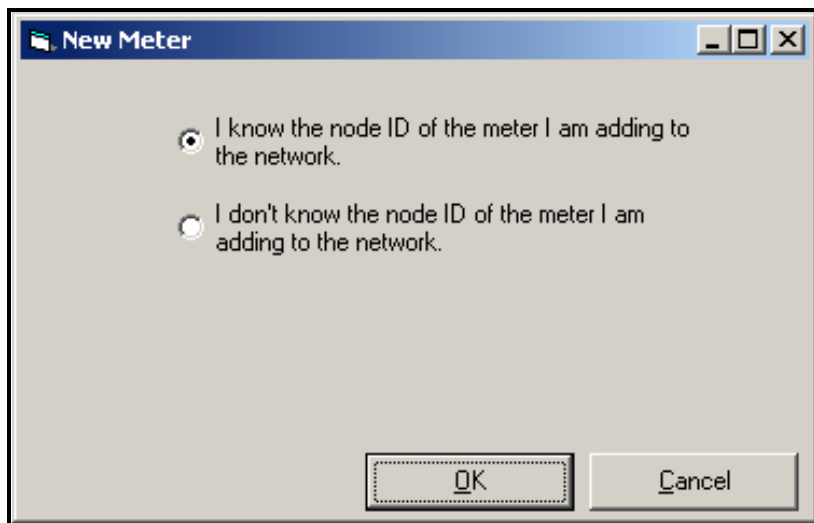 New Meter
I know the node ID of the meter I am adding to
the network.
I don't know the node ID of the meter I am
adding to the network.
OK
Cancel